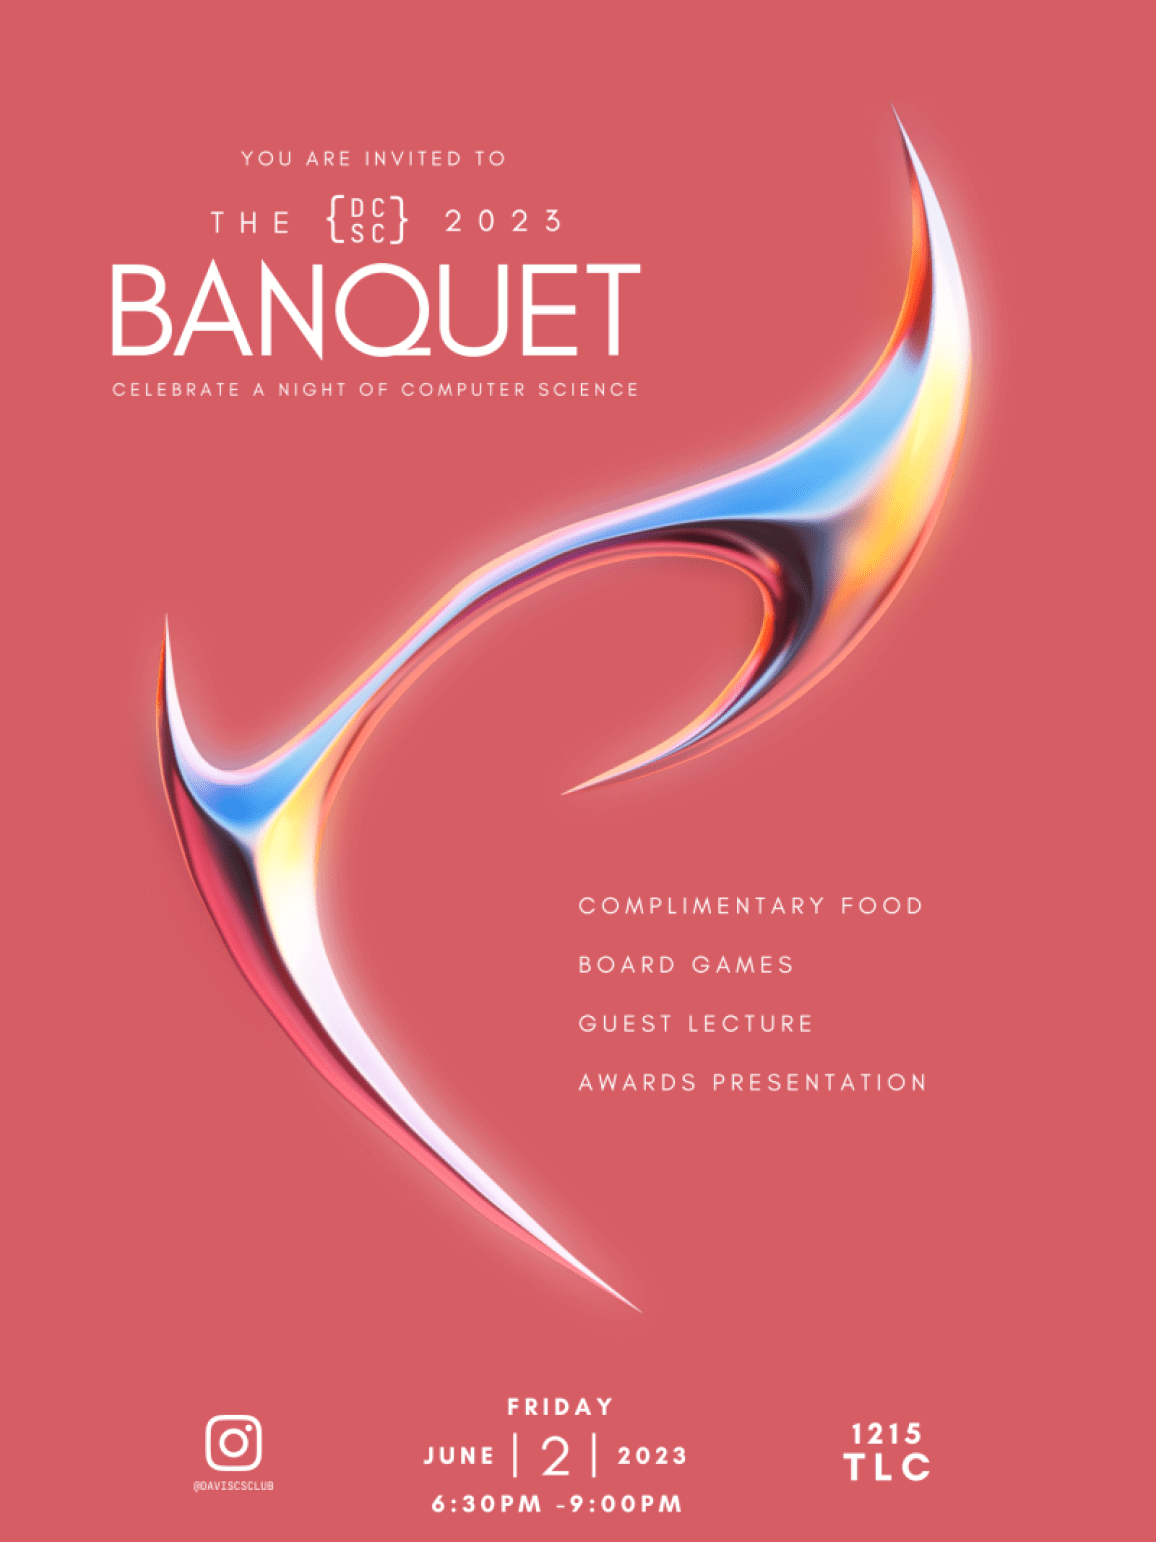 YOU ARE INVITED TO
THE {DC SC} 2023
BANQUET
CELEBRATE A NIGHT OF COMPUTER SCIENCE
COMPLIMENTARY FOOD
BOARD GAMES
GUEST LECTURE
AWARDS PRESENTATION
@DAVISCSCLUB
FRIDAY
JUNE | 2 | 2023
6:30PM -9:00PM
1215
TLC